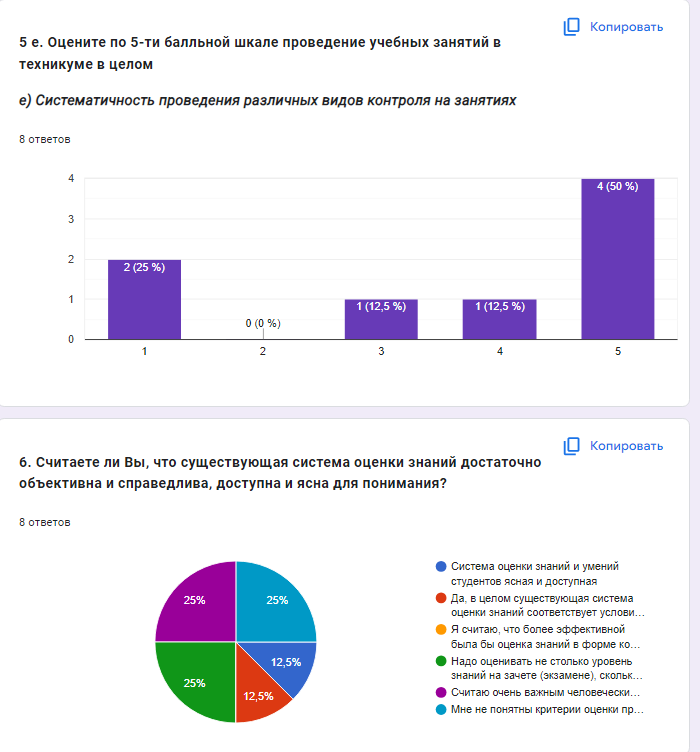 Копировать
5 е. Оцените по 5-ти балльной шкале проведение учебных занятий в
техникуме в целом
е) Систематичность проведения различных видов контроля на занятиях
8 ответов
4
3
2
1
0
2 (25 %)
0 (0 %)
1 (12,5 %)
1 (12,5 %)
4 (50 %)
1
2
3
4
5
Копировать
6. Считаете ли Вы, что существующая система оценки знаний достаточно
объективна и справедлива, доступна и ясна для понимания?
8 ответов
25%
25%
12,5%
12,5%
25%
Система оценки знаний и умений
студентов ясная и доступная
Да, в целом существующая система
оценки знаний соответствует услови…
Я считаю, что более эффективной
была бы оценка знаний в форме ко…
Надо оценивать не столько уровень
знаний на зачете (экзамене), скольк…
Считаю очень важным человечески…
Мне не понятны критерии оценки пр…